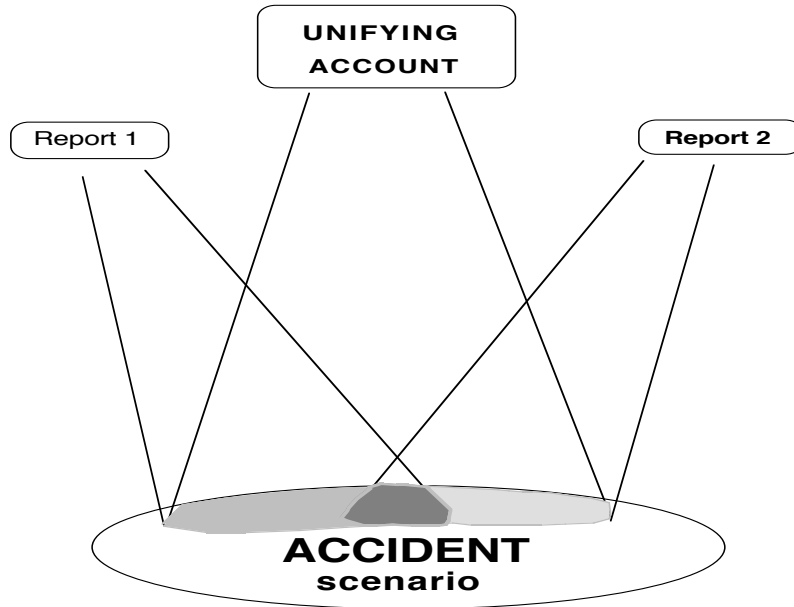 UNIFYING
ACCOUNT
Report 1
Report 2
ACCIDENT
scenario